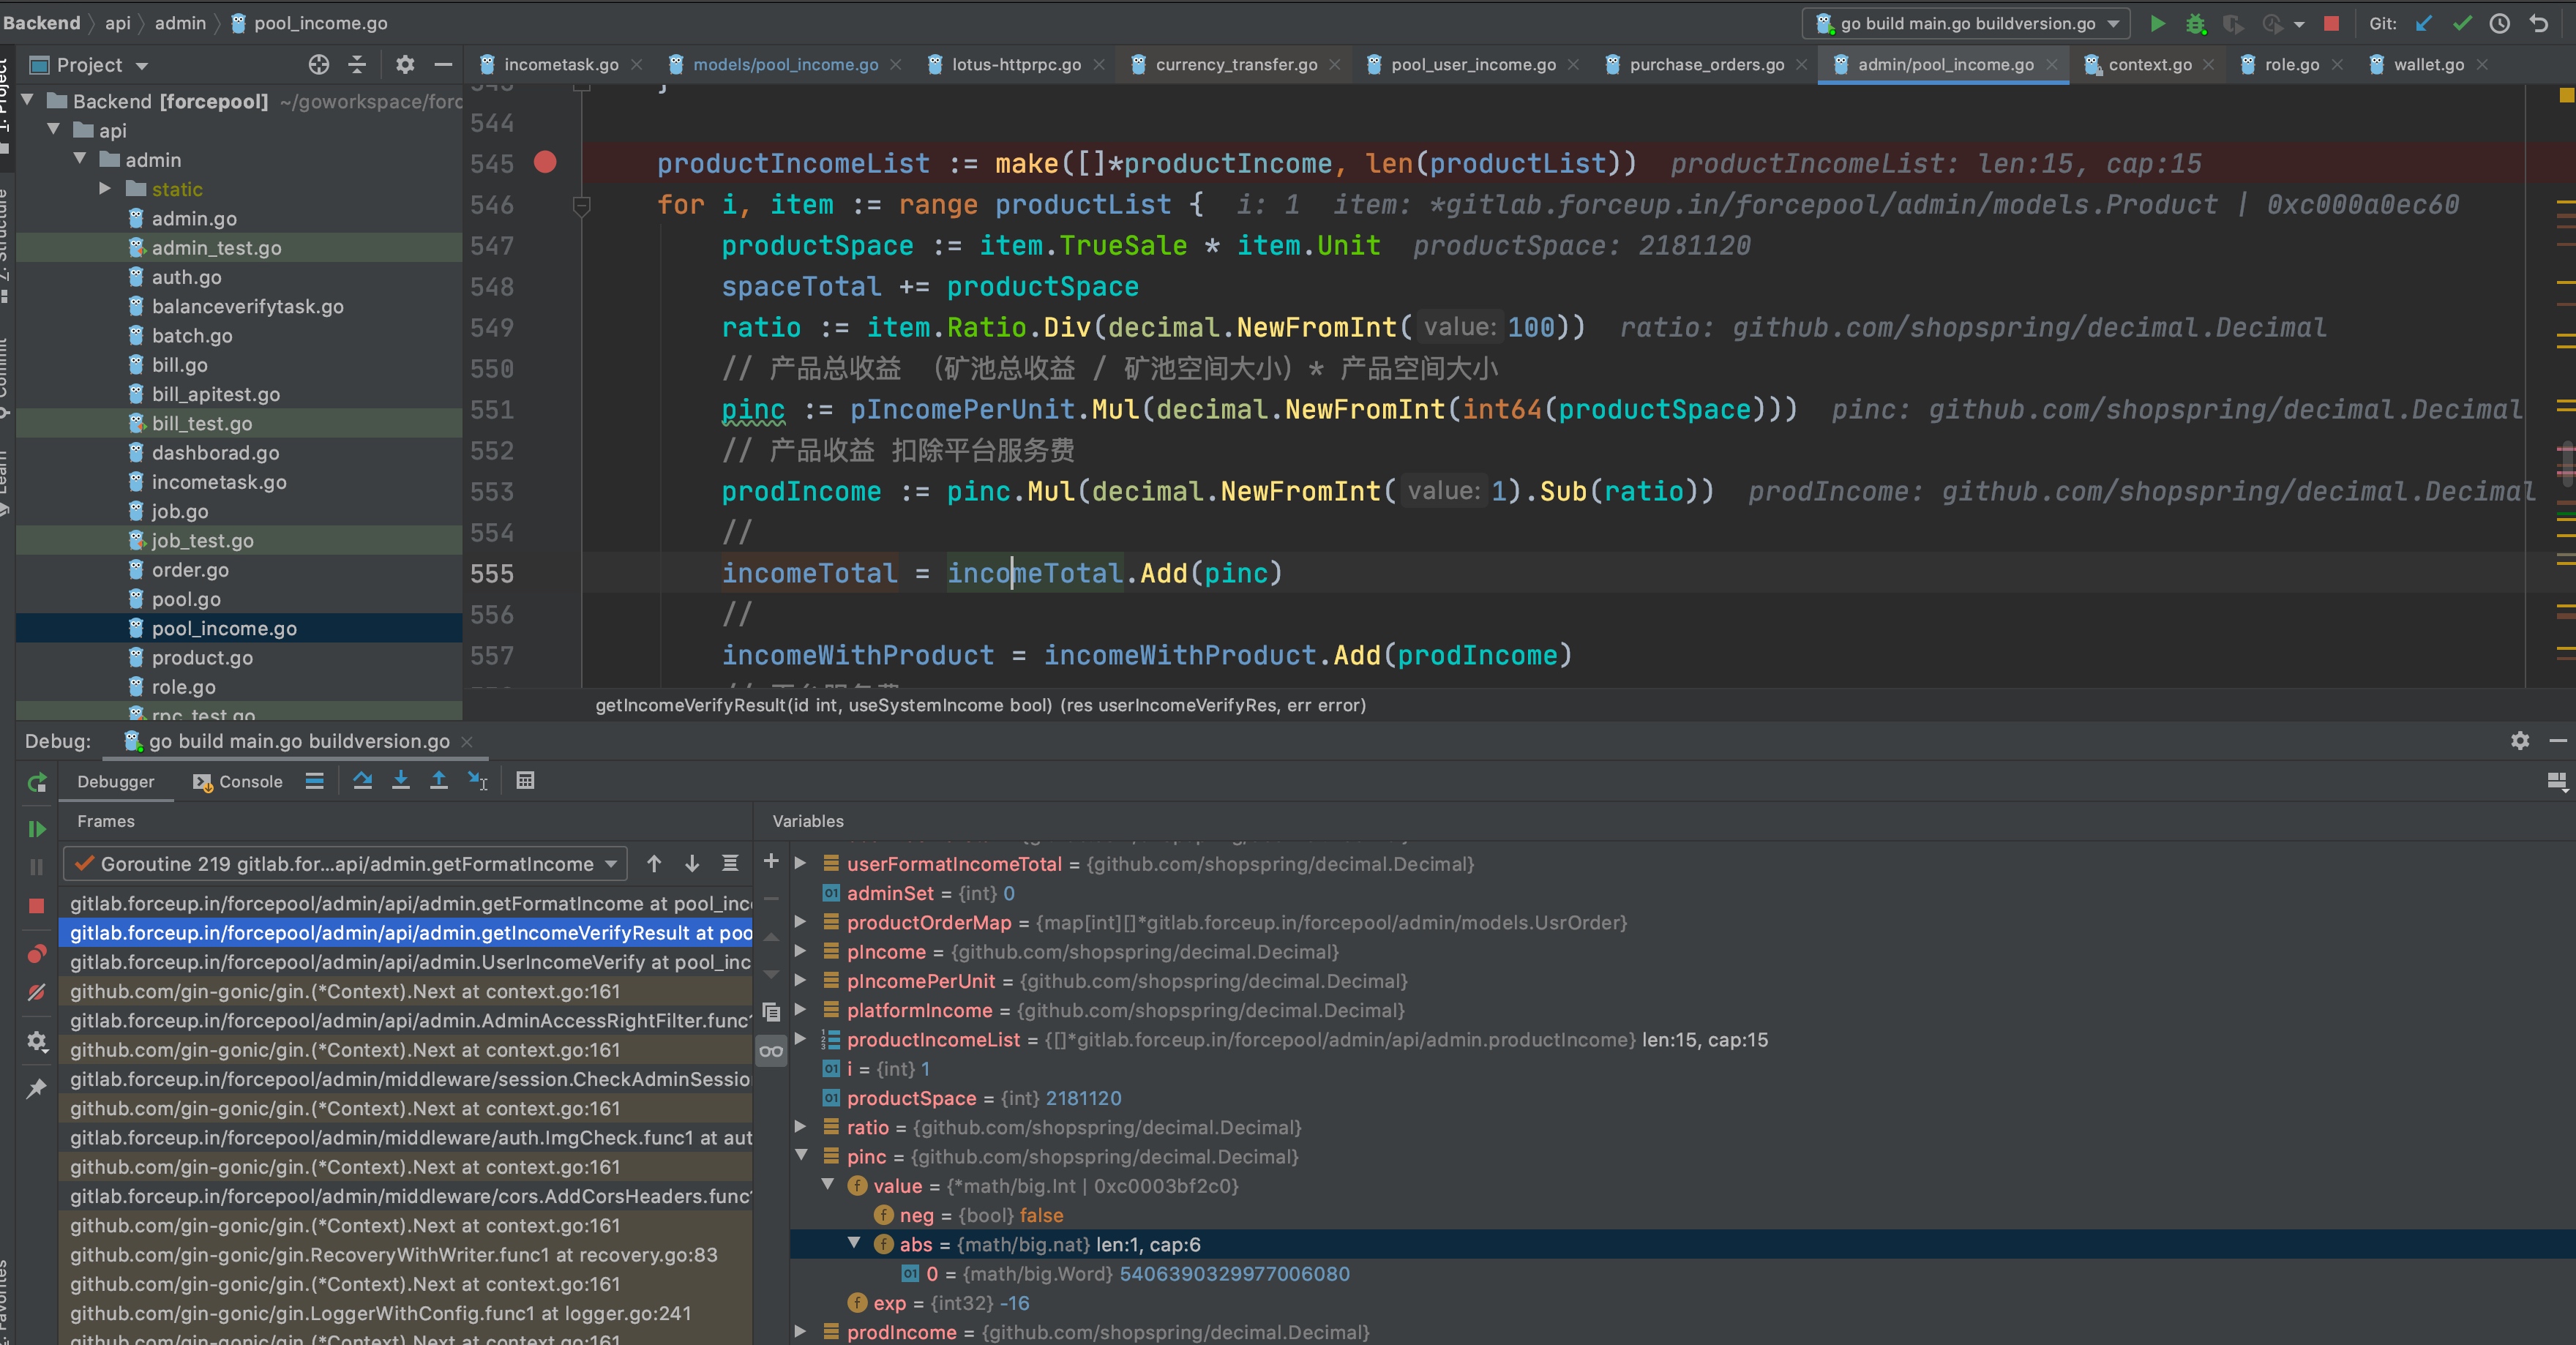 Backend api admin pool_income.go go build main.go buildversion.go Git:
Project incometask.go models/pool_income.go lotus-httprpc.go currency_transfer.go pool_user_income.go purchase_orders.go admin/pool_income.go context.go role.go wallet.go
1: Project
Commit
Learn
Favorites
Backend [forcepool] ~/goworkspace/forc
api
admin
static
admin.go
admin_test.go
auth.go
balanceverifytask.go
batch.go
bill.go
bill_apitest.go
bill_test.go
dashborad.go
incometask.go
job.go
job_test.go
order.go
pool.go
pool_income.go
product.go
role.go
rpc_test.go
543 }
544
545 productIncomeList := make([]*productIncome, len(productList)) productIncomeList: len:15, cap:15
546 for i, item := range productList { i: 1 item: *gitlab.forceup.in/forcepool/admin/models.Product | 0xc000a0ec60
547 productSpace := item.TrueSale * item.Unit productSpace: 2181120
548 spaceTotal += productSpace
549 ratio := item.Ratio.Div(decimal.NewFromInt( value: 100)) ratio: github.com/shopspring/decimal.Decimal
550 // 产品总收益 （矿池总收益 / 矿池空间大小）* 产品空间大小
551 pinc := pIncomePerUnit.Mul(decimal.NewFromInt(int64(productSpace))) pinc: github.com/shopspring/decimal.Decimal
552 // 产品收益 扣除平台服务费
553 prodIncome := pinc.Mul(decimal.NewFromInt( value: 1).Sub(ratio)) prodIncome: github.com/shopspring/decimal.Decimal
554 //
555 incomeTotal = incomeTotal.Add(pinc)
556 //
557 incomeWithProduct = incomeWithProduct.Add(prodIncome)
getIncomeVerifyResult(id int, useSystemIncome bool) (res userIncomeVerifyRes, err error)
Debug: go build main.go buildversion.go
Debugger Console
Frames
Goroutine 219 gitlab.for...api/admin.getFormatIncome
gitlab.forceup.in/forcepool/admin/api/admin.getFormatIncome at pool_inc
gitlab.forceup.in/forcepool/admin/api/admin.getIncomeVerifyResult at poo
gitlab.forceup.in/forcepool/admin/api/admin.UserIncomeVerify at pool_inc
github.com/gin-gonic/gin.(*Context).Next at context.go:161
gitlab.forceup.in/forcepool/admin/api/admin.AdminAccessRightFilter.func1
github.com/gin-gonic/gin.(*Context).Next at context.go:161
gitlab.forceup.in/forcepool/admin/middleware/session.CheckAdminSessio
github.com/gin-gonic/gin.(*Context).Next at context.go:161
gitlab.forceup.in/forcepool/admin/middleware/auth.ImgCheck.func1 at aut
github.com/gin-gonic/gin.(*Context).Next at context.go:161
gitlab.forceup.in/forcepool/admin/middleware/cors.AddCorsHeaders.func1
github.com/gin-gonic/gin.(*Context).Next at context.go:161
github.com/gin-gonic/gin.RecoveryWithWriter.func1 at recovery.go:83
github.com/gin-gonic/gin.(*Context).Next at context.go:161
github.com/gin-gonic/gin.LoggerWithConfig.func1 at logger.go:241
github.com/gin-gonic/gin.(*Context).Next at context.go:161
Variables
userFormatIncomeTotal = {github.com/shopspring/decimal.Decimal}
adminSet = {int} 0
productOrderMap = {map[int][]*gitlab.forceup.in/forcepool/admin/models.UsrOrder}
pIncome = {github.com/shopspring/decimal.Decimal}
pIncomePerUnit = {github.com/shopspring/decimal.Decimal}
platformIncome = {github.com/shopspring/decimal.Decimal}
productIncomeList = {[]*gitlab.forceup.in/forcepool/admin/api/admin.productIncome} len:15, cap:15
i = {int} 1
productSpace = {int} 2181120
ratio = {github.com/shopspring/decimal.Decimal}
pinc = {github.com/shopspring/decimal.Decimal}
value = {*math/big.Int | 0xc0003bf2c0}
neg = {bool} false
abs = {math/big.nat} len:1, cap:6
0 = {math/big.Word} 5406390329977006080
exp = {int32} -16
prodIncome = {github.com/shopspring/decimal.Decimal}